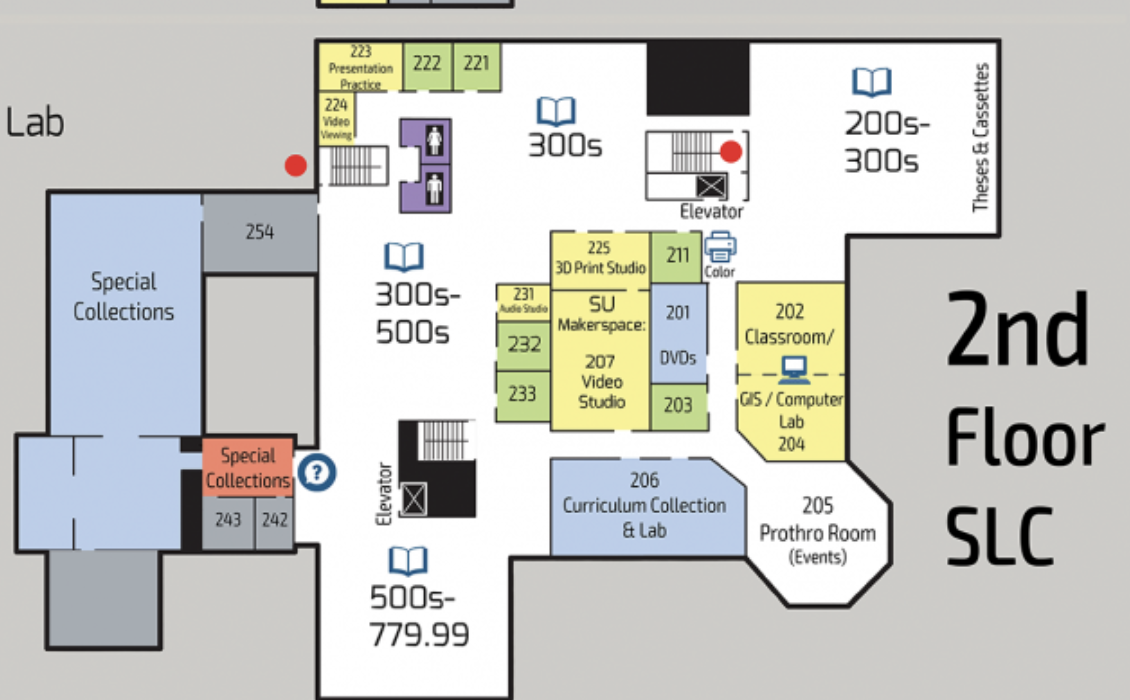 Lab
223
Presentation
Practice
222
221
224
Video
Viewing
300s
200s-
300s
Theses & Cassettes
Elevator
254
Special
Collections
300s-
500s
225
3D Print Studio
211
Color
231
Audio Studio
232
233
SU
Makerspace:
207
Video
Studio
201
DVDs
203
202
Classroom/
GIS / Computer
Lab
204
2nd
Floor
SLC
Special
Collections
?
243
242
Elevator
206
Curriculum Collection
& Lab
205
Prothro Room
(Events)
500s-
779.99